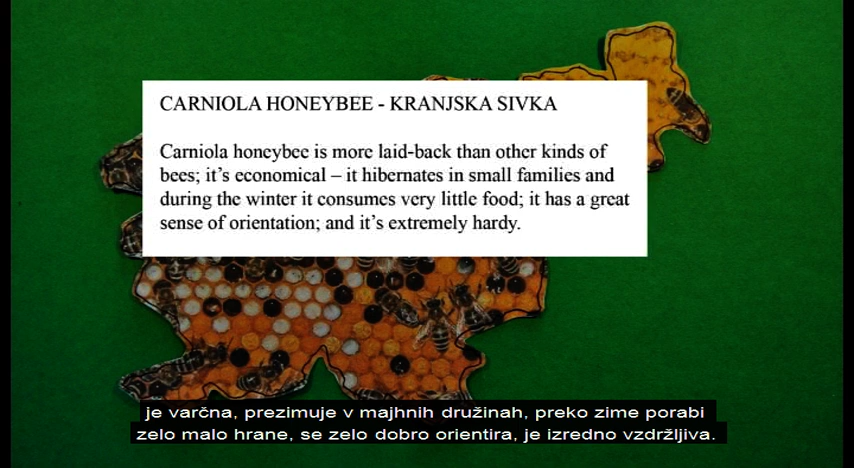 CARNIOLA HONEYBEE - KRANJSKA SIVKA
Carniola honeybee is more laid-back than other kinds of
bees; it's economical – it hibernates in small families and
during the winter it consumes very little food; it has a great
sense of orientation; and it's extremely hardy.
je varčna, prezimuje v majhnih družinah, preko zime porabi
zelo malo hrane, se zelo dobro orientira, je izredno vzdržljiva.